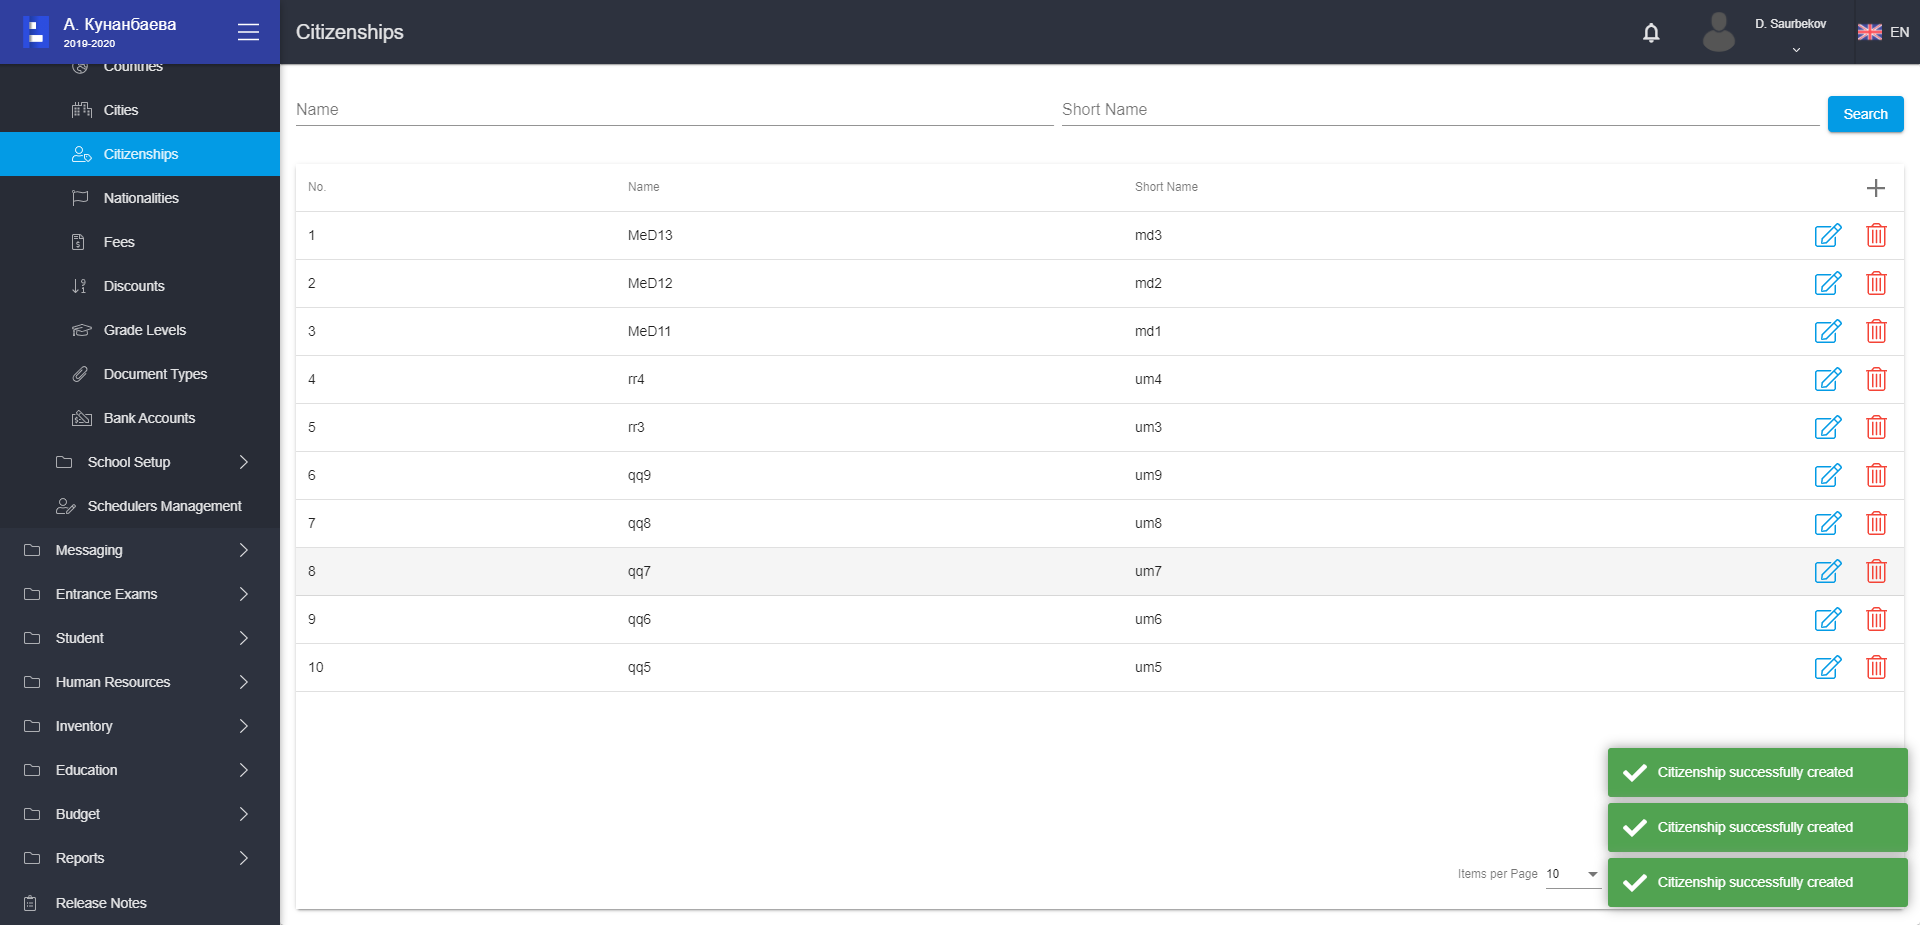 А. Кунанбаева
2019-2020
Citizenships
D. Saurbekov
EN
Countries
Cities
Citizenships
Nationalities
Fees
Discounts
Grade Levels
Document Types
Bank Accounts
School Setup
Schedulers Management
Messaging
Entrance Exams
Student
Human Resources
Inventory
Education
Budget
Reports
Release Notes
Name Short Name Search
No. Name Short Name
1 MeD13 md3
2 MeD12 md2
3 MeD11 md1
4 rr4 um4
5 rr3 um3
6 qq9 um9
7 qq8 um8
8 qq7 um7
9 qq6 um6
10 qq5 um5
Citizenship successfully created
Citizenship successfully created
Items per Page 10
Citizenship successfully created